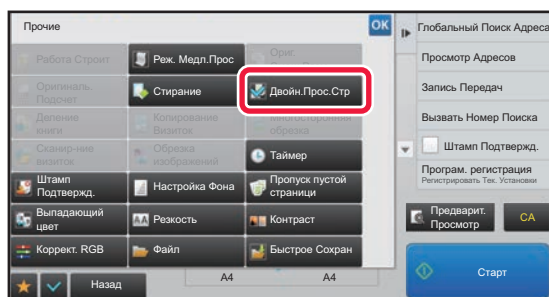 Прочие
OK
Работа Строит
Реж. Медл.Прос
Ориг.
Оригиналь.
Подсчет
Стирание
Двойн.Прос.Стр
Деление
книги
Копирование
Визиток
Многосторонняя
обрезка
Сканир-ние
визиток
Обрезка
изображений
Таймер
Штамп
Подтвержд.
Настройка Фона
Пропуск пустой
страници
Выпадающий
цвет
Резкость
Контраст
Коррект. RGB
Файл
Быстрое Сохран
Назад
A4
A4
Глобальный Поиск Адреса
Просмотр Адресов
Запись Передач
Вызвать Номер Поиска
Штамп Подтвержд.
Програм. регистрация
Регистрировать Тек. Установки
Предварит.
Просмотр
CA
Старт